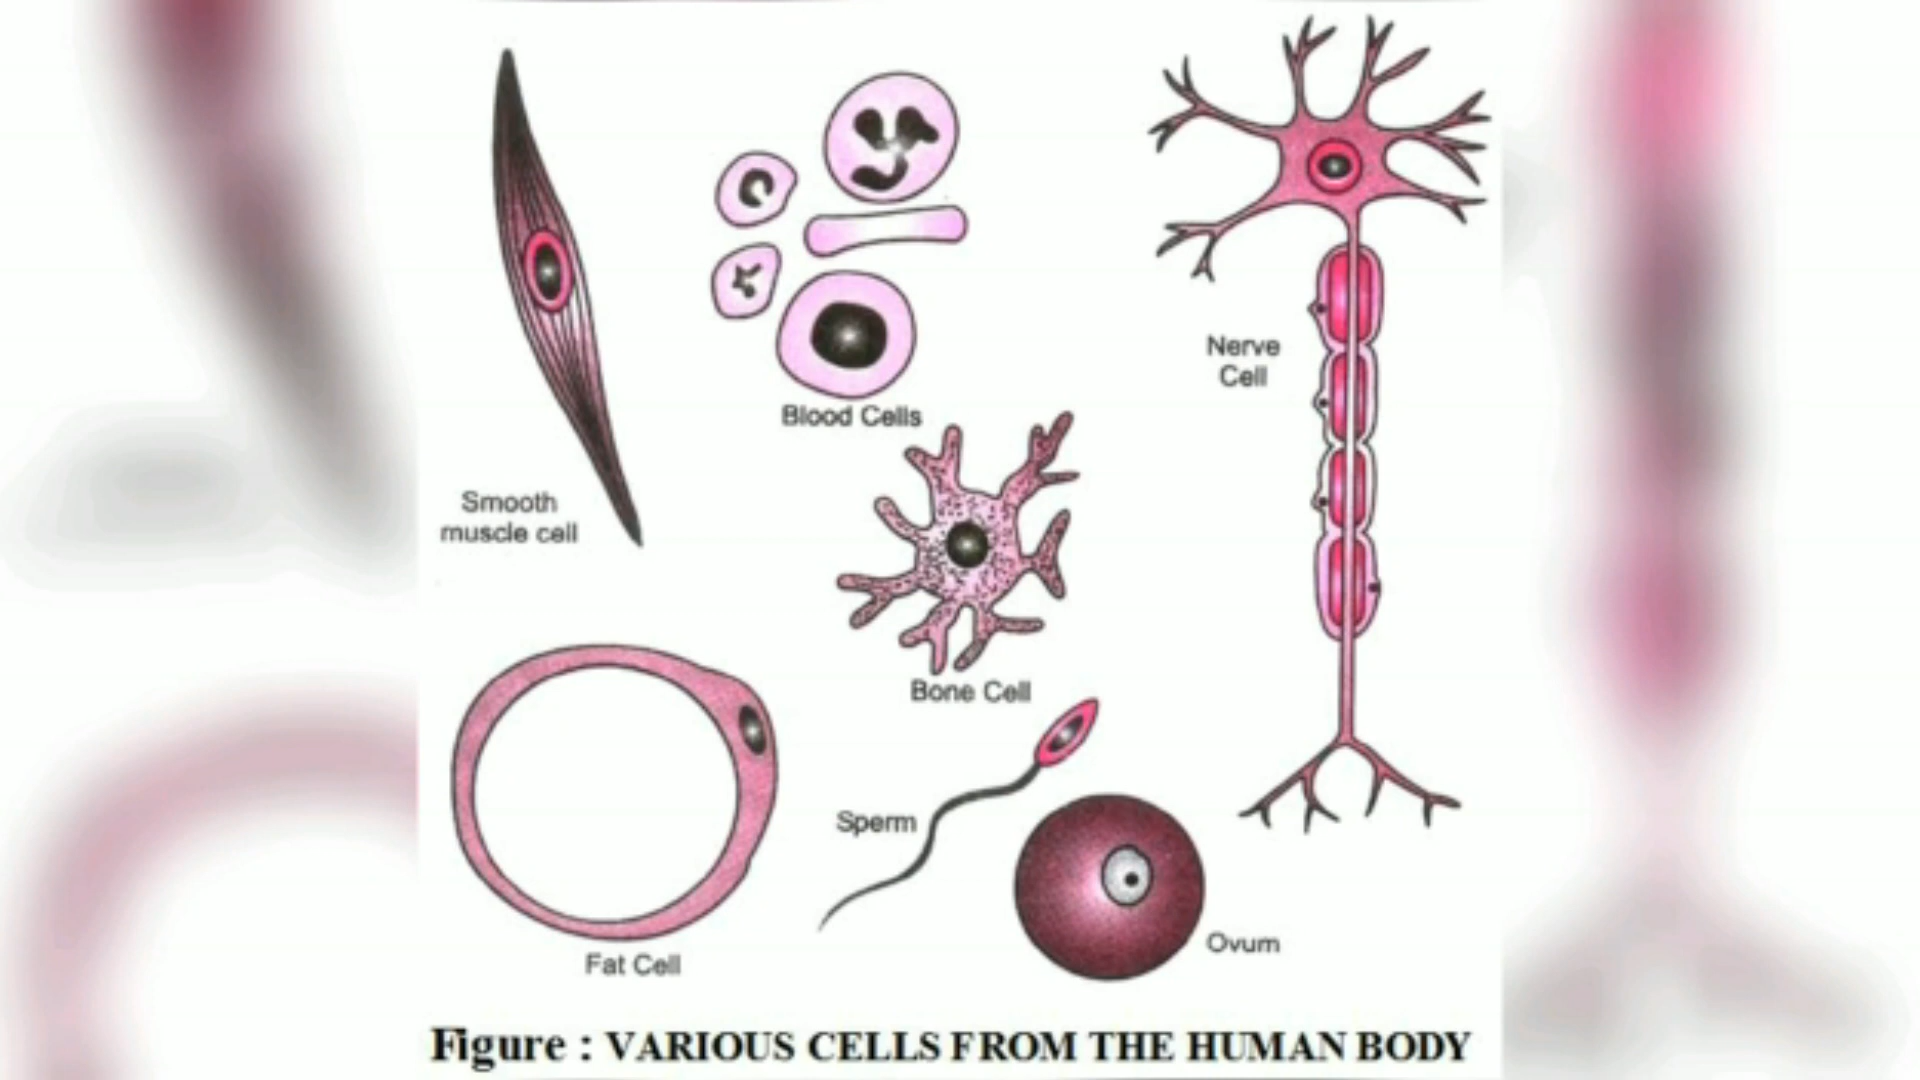 Blood Cells
Nerve
Cell
Smooth
muscle cell
Bone Cell
Sperm
Ovum
Fat Cell
Figure : VARIOUS CELLS FROM THE HUMAN BODY